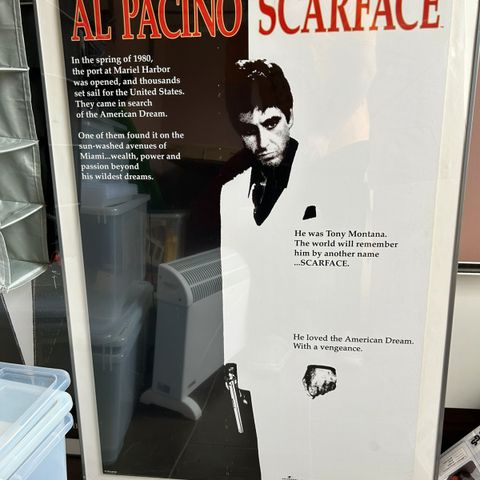 AL PACINO SCARFACE
In the spring of 1980,
the port at Mariel Harbor
was opened, and thousands
set sail for the United States.
They came in search
of the American Dream.
One of them found it on the
sun-washed avenues of
Miami...wealth, power and
passion beyond
his wildest dreams.
He was Tony Montana.
The world will remember
him by another name
...SCARFACE.
He loved the American Dream.
With a vengeance.